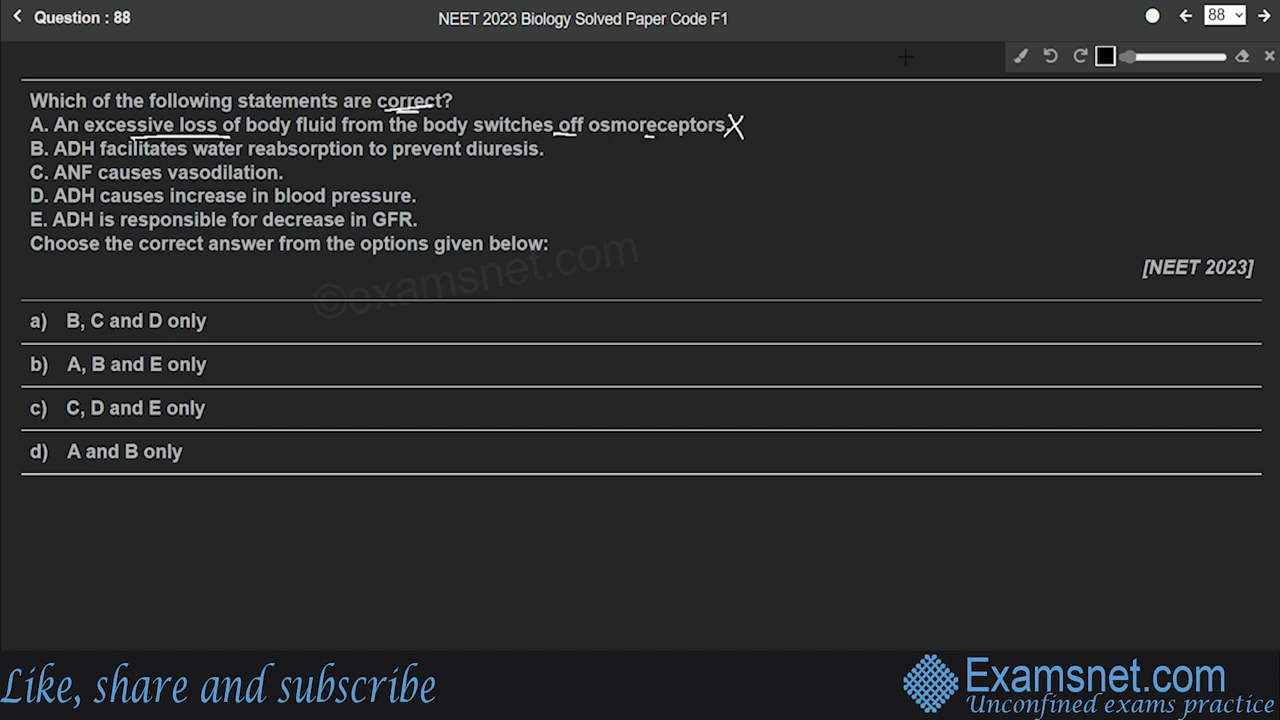 Question : 88
NEET 2023 Biology Solved Paper Code F1
88
Which of the following statements are correct?
A. An excessive loss of body fluid from the body switches off osmoreceptors.
B. ADH facilitates water reabsorption to prevent diuresis.
C. ANF causes vasodilation.
D. ADH causes increase in blood pressure.
E. ADH is responsible for decrease in GFR.
Choose the correct answer from the options given below:
©examsnet.com
[NEET 2023]
a) B, C and D only
b) A, B and E only
c) C, D and E only
d) A and B only
Like, share and subscribe
Examsnet.com
Unconfined exams practice